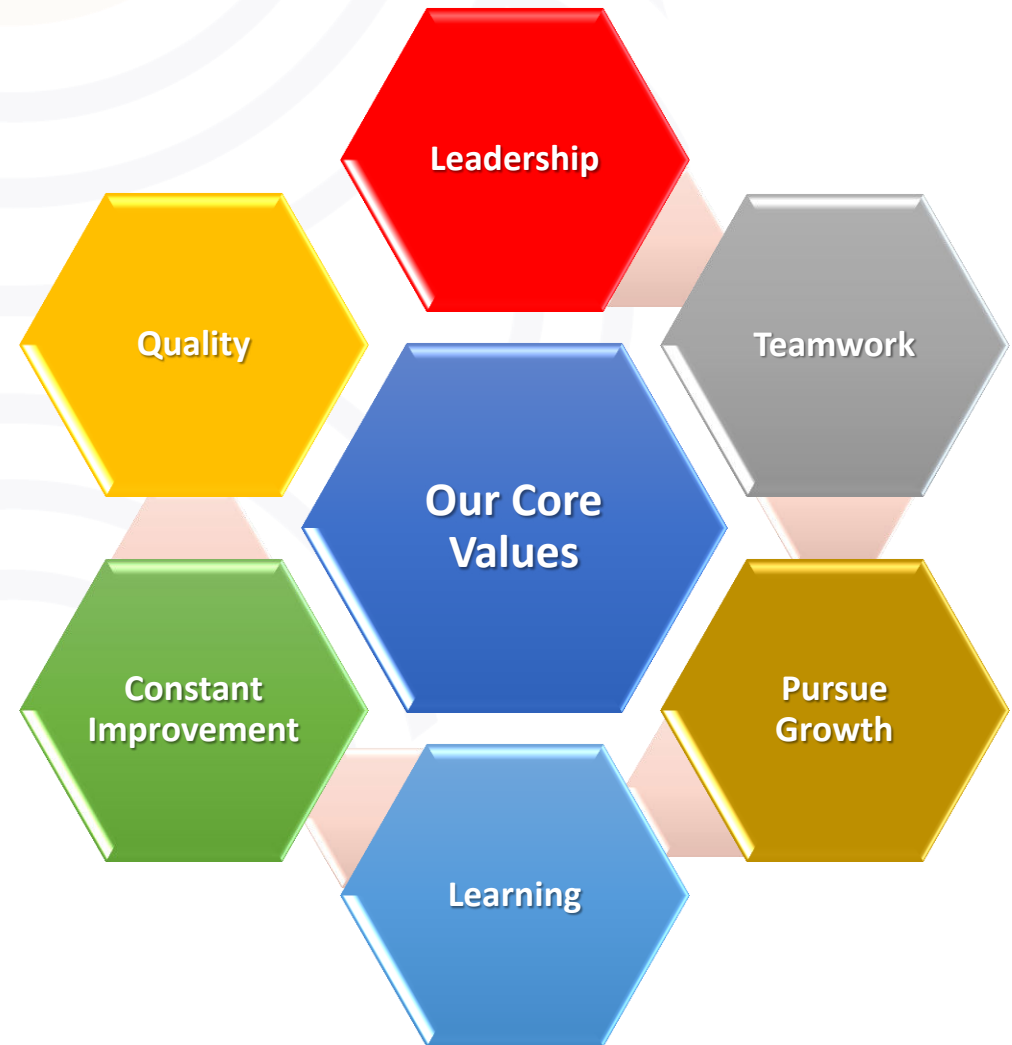 Leadership
Quality
Teamwork
Our Core
Values
Constant
Improvement
Pursue
Growth
Learning